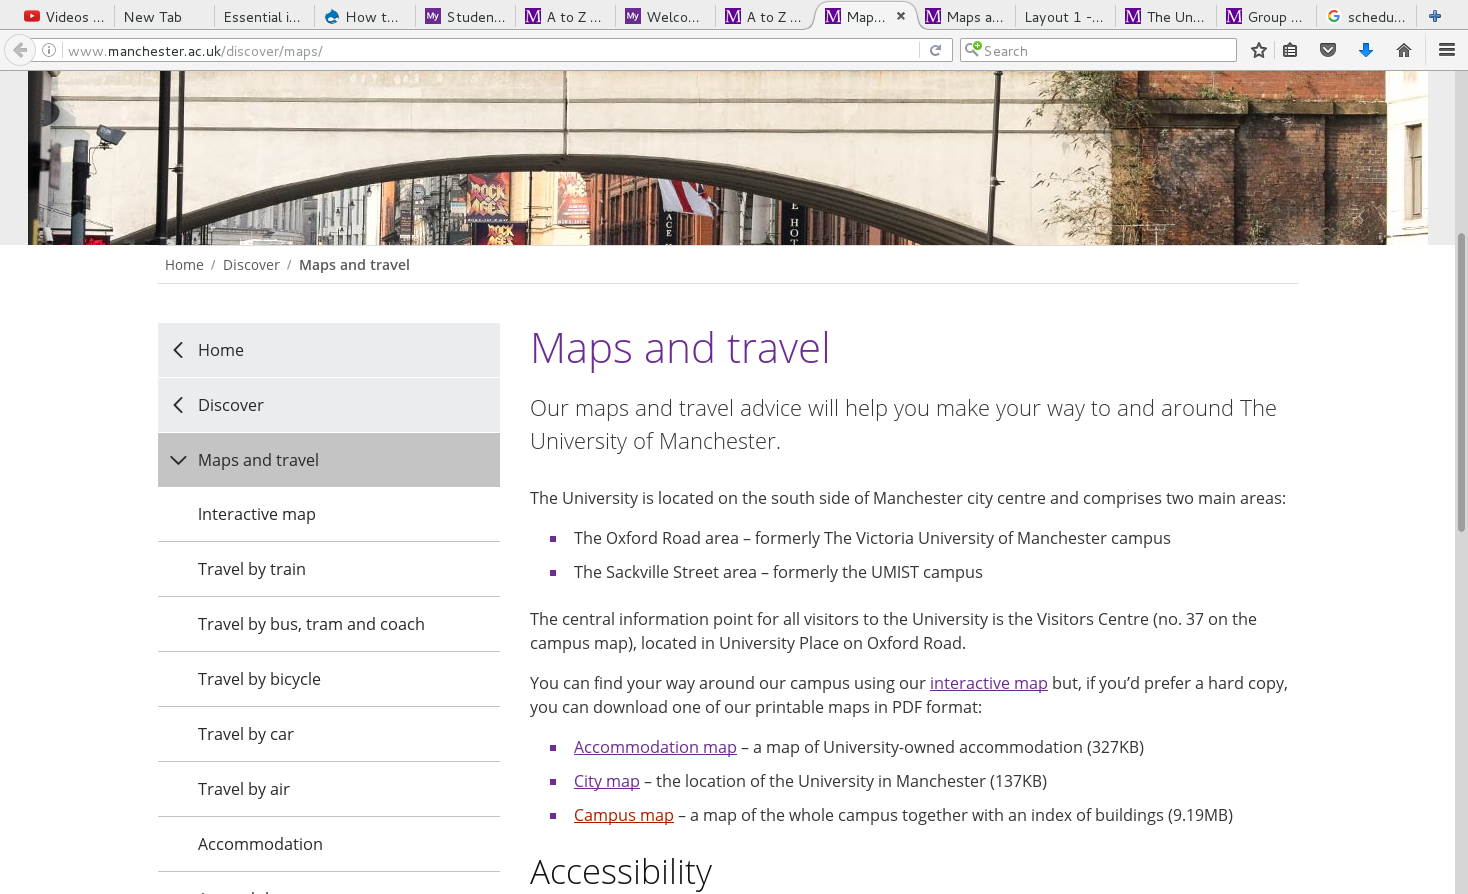 Videos ...
New Tab
Essential i...
How t...
My Studen...
M A to Z ...
My Welco...
M A to Z ...
M Map...
M Maps a...
Layout 1 -...
M The Un...
M Group ...
G schedu...
www.manchester.ac.uk/discover/maps/
Search
ROCK
AGES
ACE
E HOT
Home / Discover / Maps and travel
Home
Discover
Maps and travel
Interactive map
Travel by train
Travel by bus, tram and coach
Travel by bicycle
Travel by car
Travel by air
Accommodation
Maps and travel
Our maps and travel advice will help you make your way to and around The
University of Manchester.
The University is located on the south side of Manchester city centre and comprises two main areas:
The Oxford Road area – formerly The Victoria University of Manchester campus
The Sackville Street area – formerly the UMIST campus
The central information point for all visitors to the University is the Visitors Centre (no. 37 on the
campus map), located in University Place on Oxford Road.
You can find your way around our campus using our interactive map but, if you’d prefer a hard copy,
you can download one of our printable maps in PDF format:
Accommodation map – a map of University-owned accommodation (327KB)
City map – the location of the University in Manchester (137KB)
Campus map – a map of the whole campus together with an index of buildings (9.19MB)
Accessibility